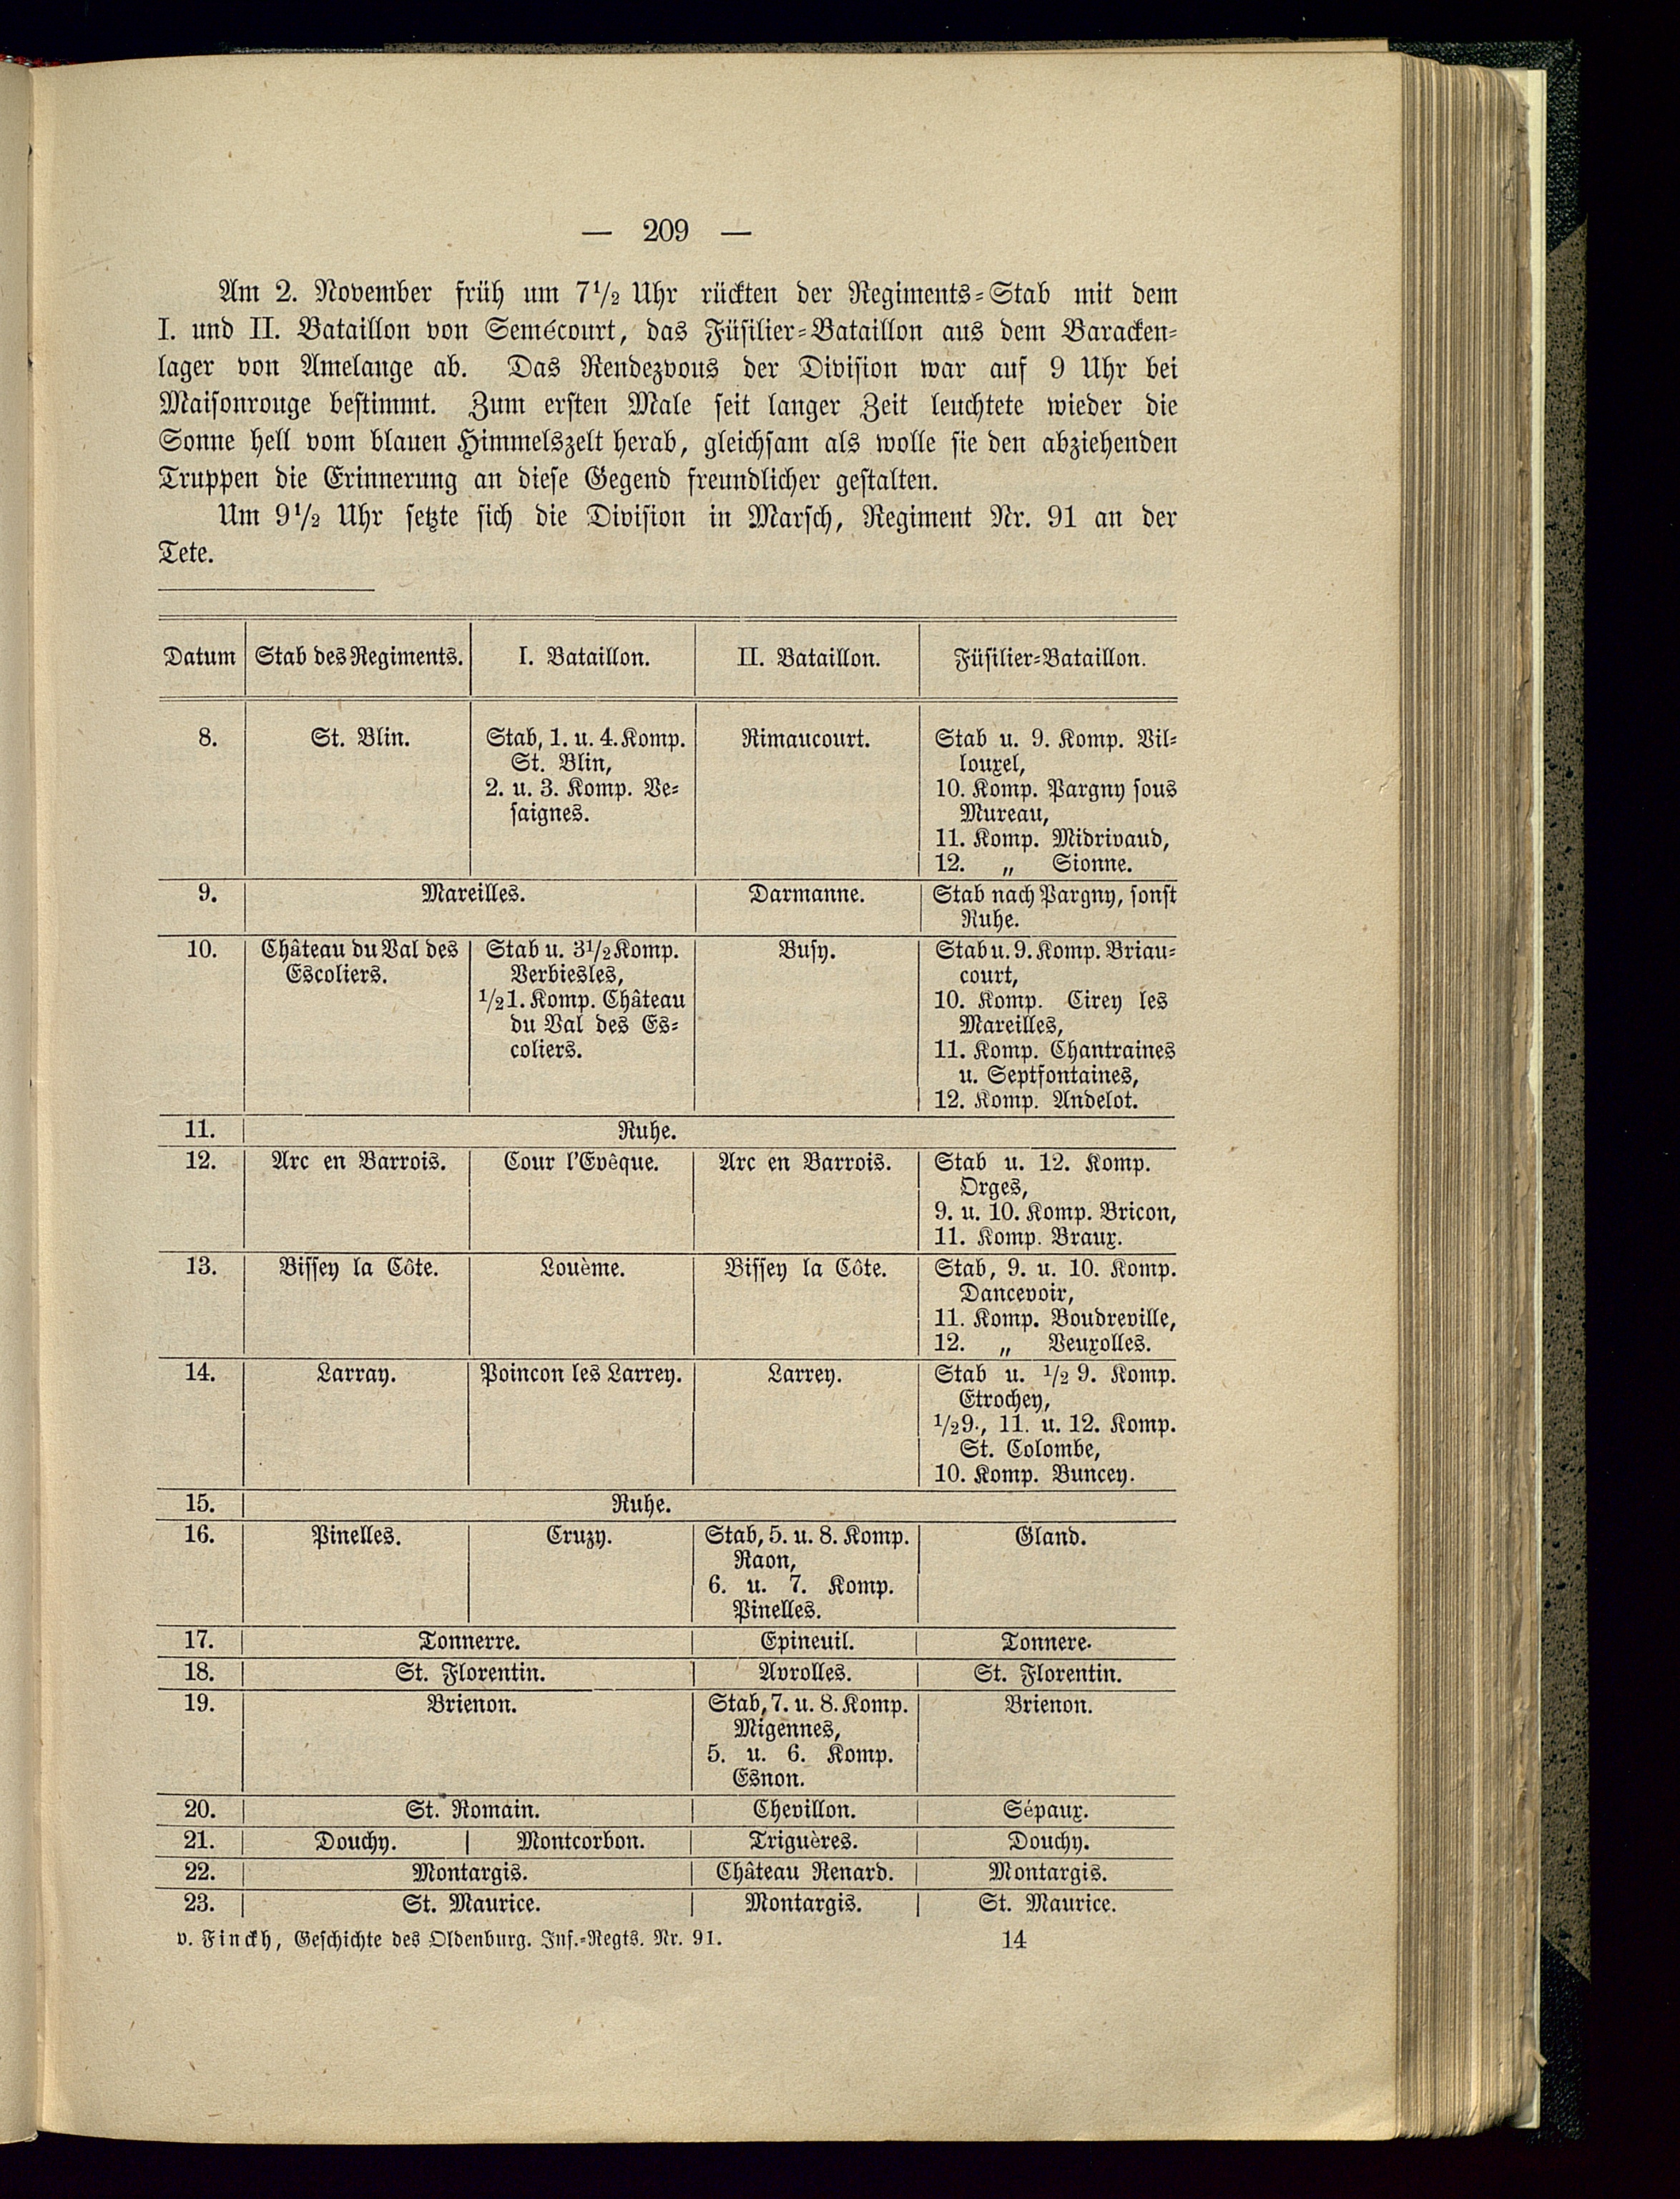 — 209 —
Am 2. November früh um 7 1/2 Uhr rückten der Regiments-Stab mit dem
I. und II. Bataillon von Semécourt, das Füsilier-Bataillon aus dem Baracken-
lager von Amelange ab. Das Rendezvous der Division war auf 9 Uhr bei
Maisonrouge bestimmt. Zum ersten Male seit langer Zeit leuchtete wieder die
Sonne hell vom blauen Himmelszelt herab, gleichsam als wolle sie den abziehenden
Truppen die Erinnerung an diese Gegend freundlicher gestalten.
Um 9 1/2 Uhr setzte sich die Division in Marsch, Regiment Nr. 91 an der
Tete.
Datum Stab des Regiments. I. Bataillon. II. Bataillon. Füsilier-Bataillon.
8. St. Blin. Stab, 1. u. 4. Komp. Rimaucourt. Stab u. 9. Komp. Vil-
St. Blin, louxel,
2. u. 3. Komp. Ve- 10. Komp. Pargny sous
saignes. Mureau,
11. Komp. Midrivaud,
12. „ Sionne.
9. Mareilles. Darmanne. Stab nach Pargny, sonst
Ruhe.
10. Château du Val des Stab u. 3 1/2 Komp. Busy. Stab u. 9. Komp. Briau-
Escoliers. Verbiesles, court,
1/2 1. Komp. Château 10. Komp. Cirey les
du Val des Es- Mareilles,
coliers. 11. Komp. Chantraines
u. Septfontaines,
12. Komp. Andelot.
11. Ruhe.
12. Arc en Barrois. Cour l'Evêque. Arc en Barrois. Stab u. 12. Komp.
Orges,
9. u. 10. Komp. Bricon,
11. Komp. Braux.
13. Bissey la Côte. Louème. Bissey la Côte. Stab, 9. u. 10. Komp.
Dancevoir,
11. Komp. Boudreville,
12. „ Veuxolles.
14. Larray. Poincon les Larrey. Larrey. Stab u. 1/2 9. Komp.
Etrochey,
1/2 9., 11. u. 12. Komp.
St. Colombe,
10. Komp. Buncey.
15. Ruhe.
16. Pinelles. Cruzy. Stab, 5. u. 8. Komp. Gland.
Raon,
6. u. 7. Komp.
Pinelles.
17. Tonnerre. Epineuil. Tonnere.
18. St. Florentin. Avrolles. St. Florentin.
19. Brienon. Stab, 7. u. 8. Komp. Brienon.
Migennes,
5. u. 6. Komp.
Esnon.
20. St. Romain. Chevillon. Sépaux.
21. Douchy. Montcorbon. Triguères. Douchy.
22. Montargis. Château Renard. Montargis.
23. St. Maurice. Montargis. St. Maurice.
v. Finckh, Geschichte des Oldenburg. Inf.-Regts. Nr. 91. 14